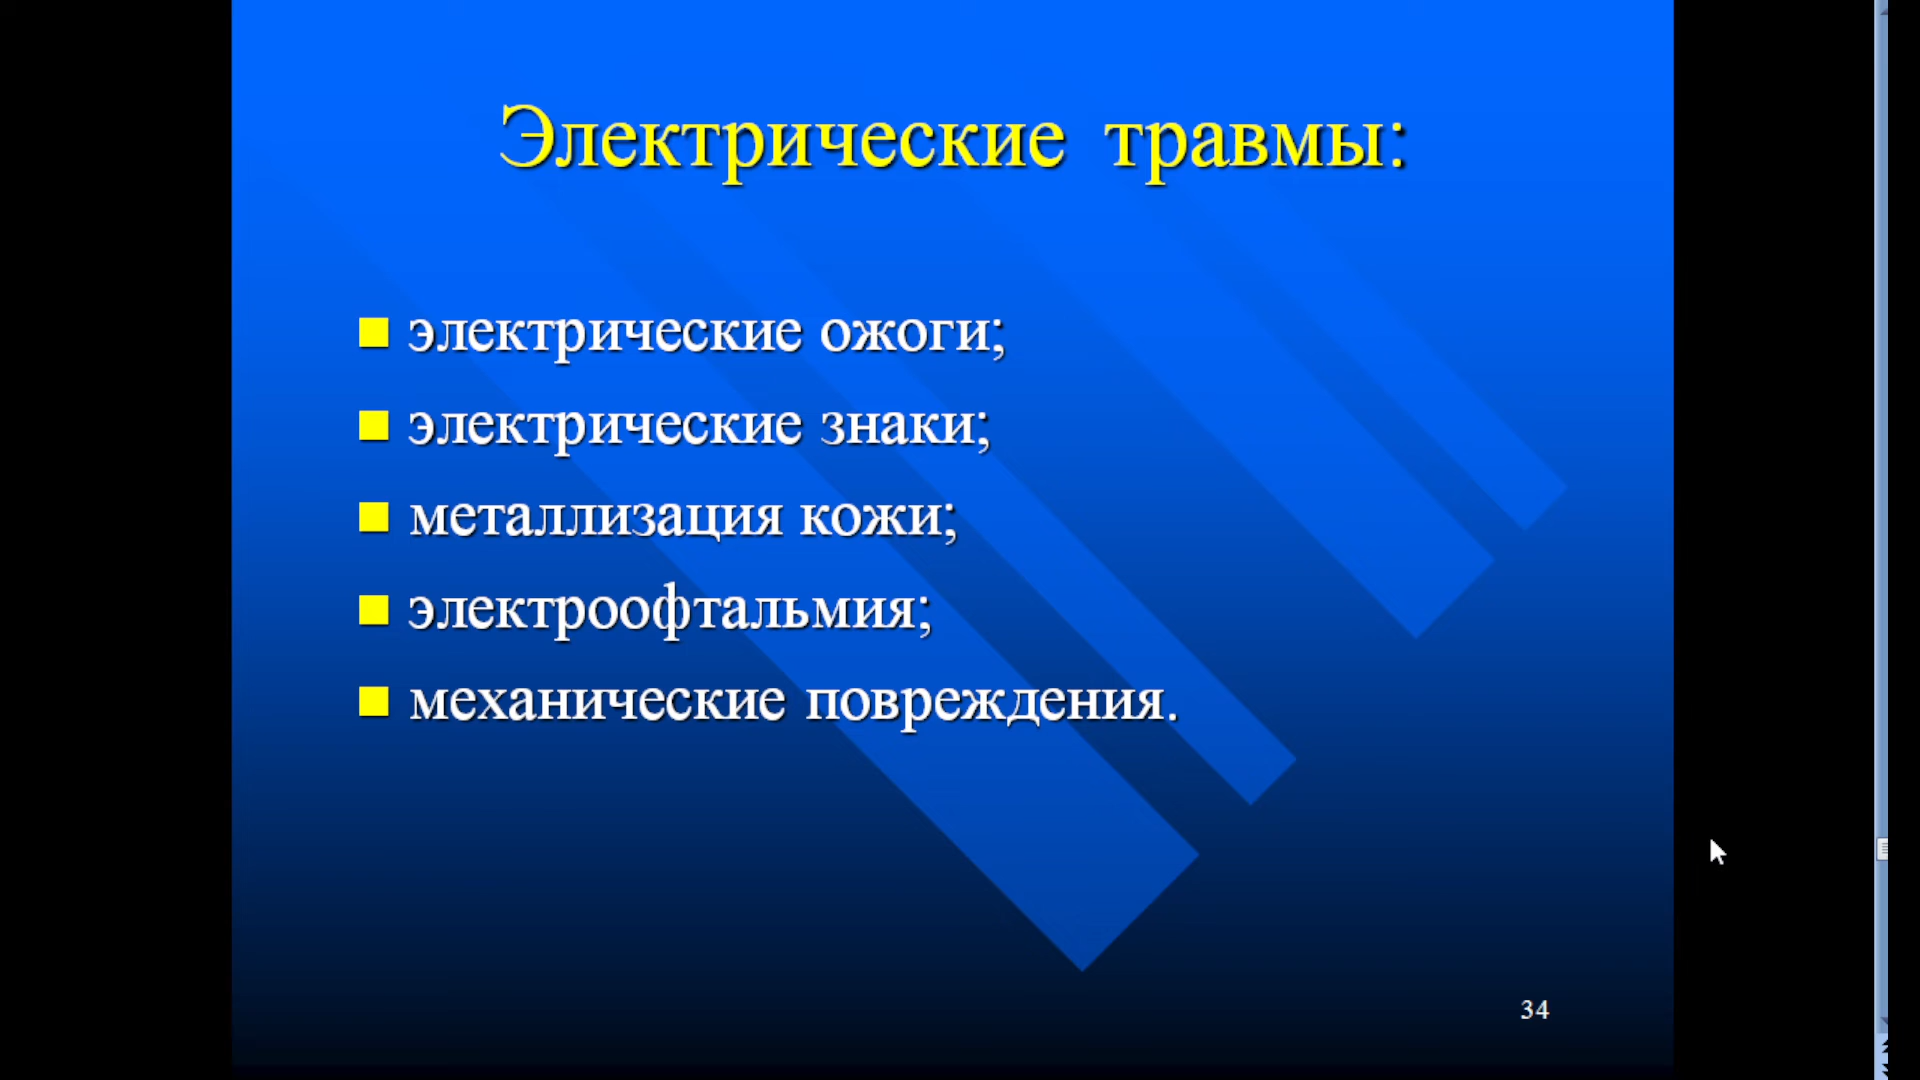 Электрические травмы:
электрические ожоги;
электрические знаки;
металлизация кожи;
электроофтальмия;
механические повреждения.
34